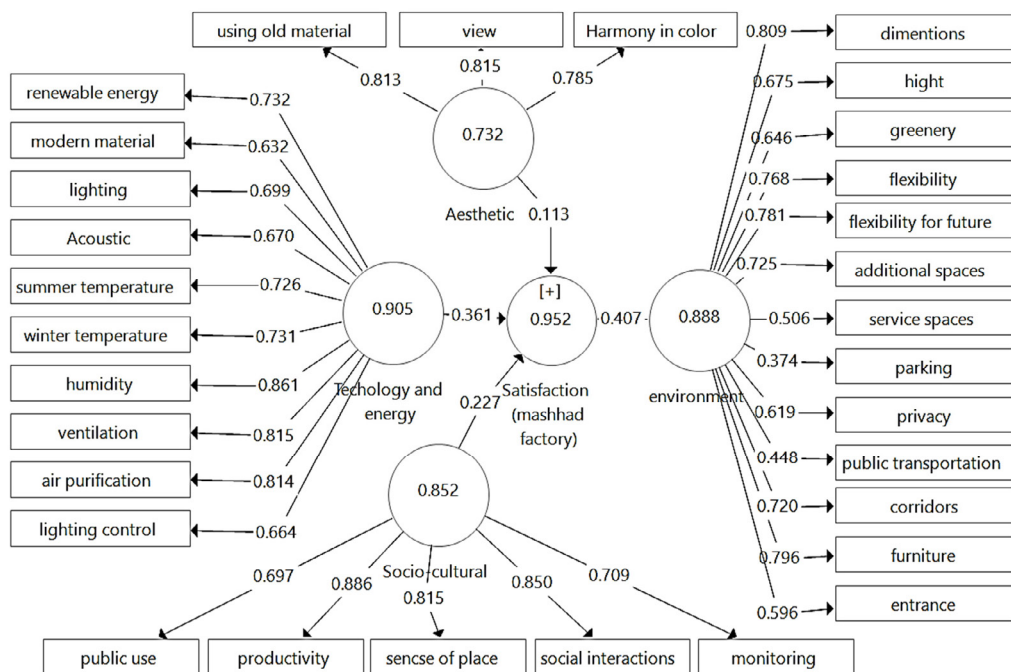 using old material
view
Harmony in color
0.813
0.815
0.785
0.732
Aesthetic
0.113
renewable energy
0.732
modern material
0.632
lighting
0.699
Acoustic
0.670
summer temperature
0.726
winter temperature
0.731
humidity
0.861
ventilation
0.815
air purification
0.814
lighting control
0.664
0.905
Techology and
energy
0.361
[+]
0.952
Satisfaction
(mashhad
factory)
0.407
0.888
environment
0.809
dimentions
0.675
hight
0.646
greenery
0.768
flexibility
0.781
flexibility for future
0.725
additional spaces
0.506
service spaces
0.374
parking
0.619
privacy
0.448
public transportation
0.720
corridors
0.796
furniture
0.596
entrance
0.227
0.852
Socio-cultural
0.697
0.886
0.815
0.850
0.709
public use
productivity
sencse of place
social interactions
monitoring